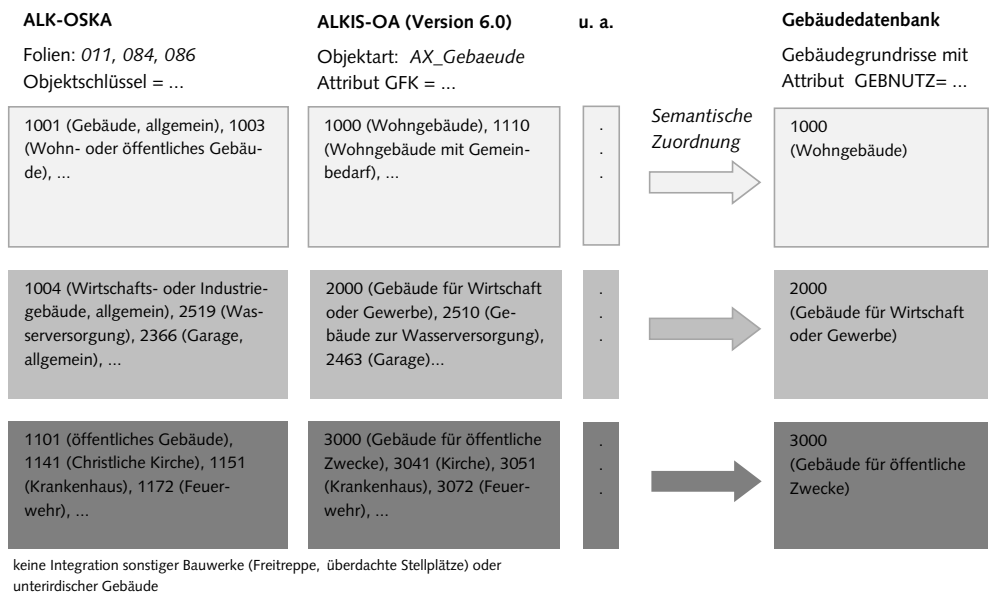 ALK-OSKA
Folien: 011, 084, 086
Objektschlüssel = ...
ALKIS-OA (Version 6.0)
Objektart: AX_Gebaeude
Attribut GFK = ...
u. a.
Gebäudedatenbank
Gebäudegrundrisse mit
Attribut GEBNUTZ= ...
1001 (Gebäude, allgemein), 1003
(Wohn- oder öffentliches Gebäu-
de), ...
1000 (Wohngebäude), 1110
(Wohngebäude mit Gemein-
bedarf), ...
.
.
.
Semantische
Zuordnung
1000
(Wohngebäude)
1004 (Wirtschafts- oder Industrie-
gebäude, allgemein), 2519 (Was-
serversorgung), 2366 (Garage,
allgemein), ...
2000 (Gebäude für Wirtschaft
oder Gewerbe), 2510 (Ge-
bäude zur Wasserversorgung),
2463 (Garage)...
.
.
.
2000
(Gebäude für Wirtschaft
oder Gewerbe)
1101 (öffentliches Gebäude),
1141 (Christliche Kirche), 1151
(Krankenhaus), 1172 (Feuer-
wehr), ...
3000 (Gebäude für öffentliche
Zwecke), 3041 (Kirche), 3051
(Krankenhaus), 3072 (Feuer-
wehr), ...
.
.
.
3000
(Gebäude für öffentliche
Zwecke)
keine Integration sonstiger Bauwerke (Freitreppe, überdachte Stellplätze) oder
unterirdischer Gebäude